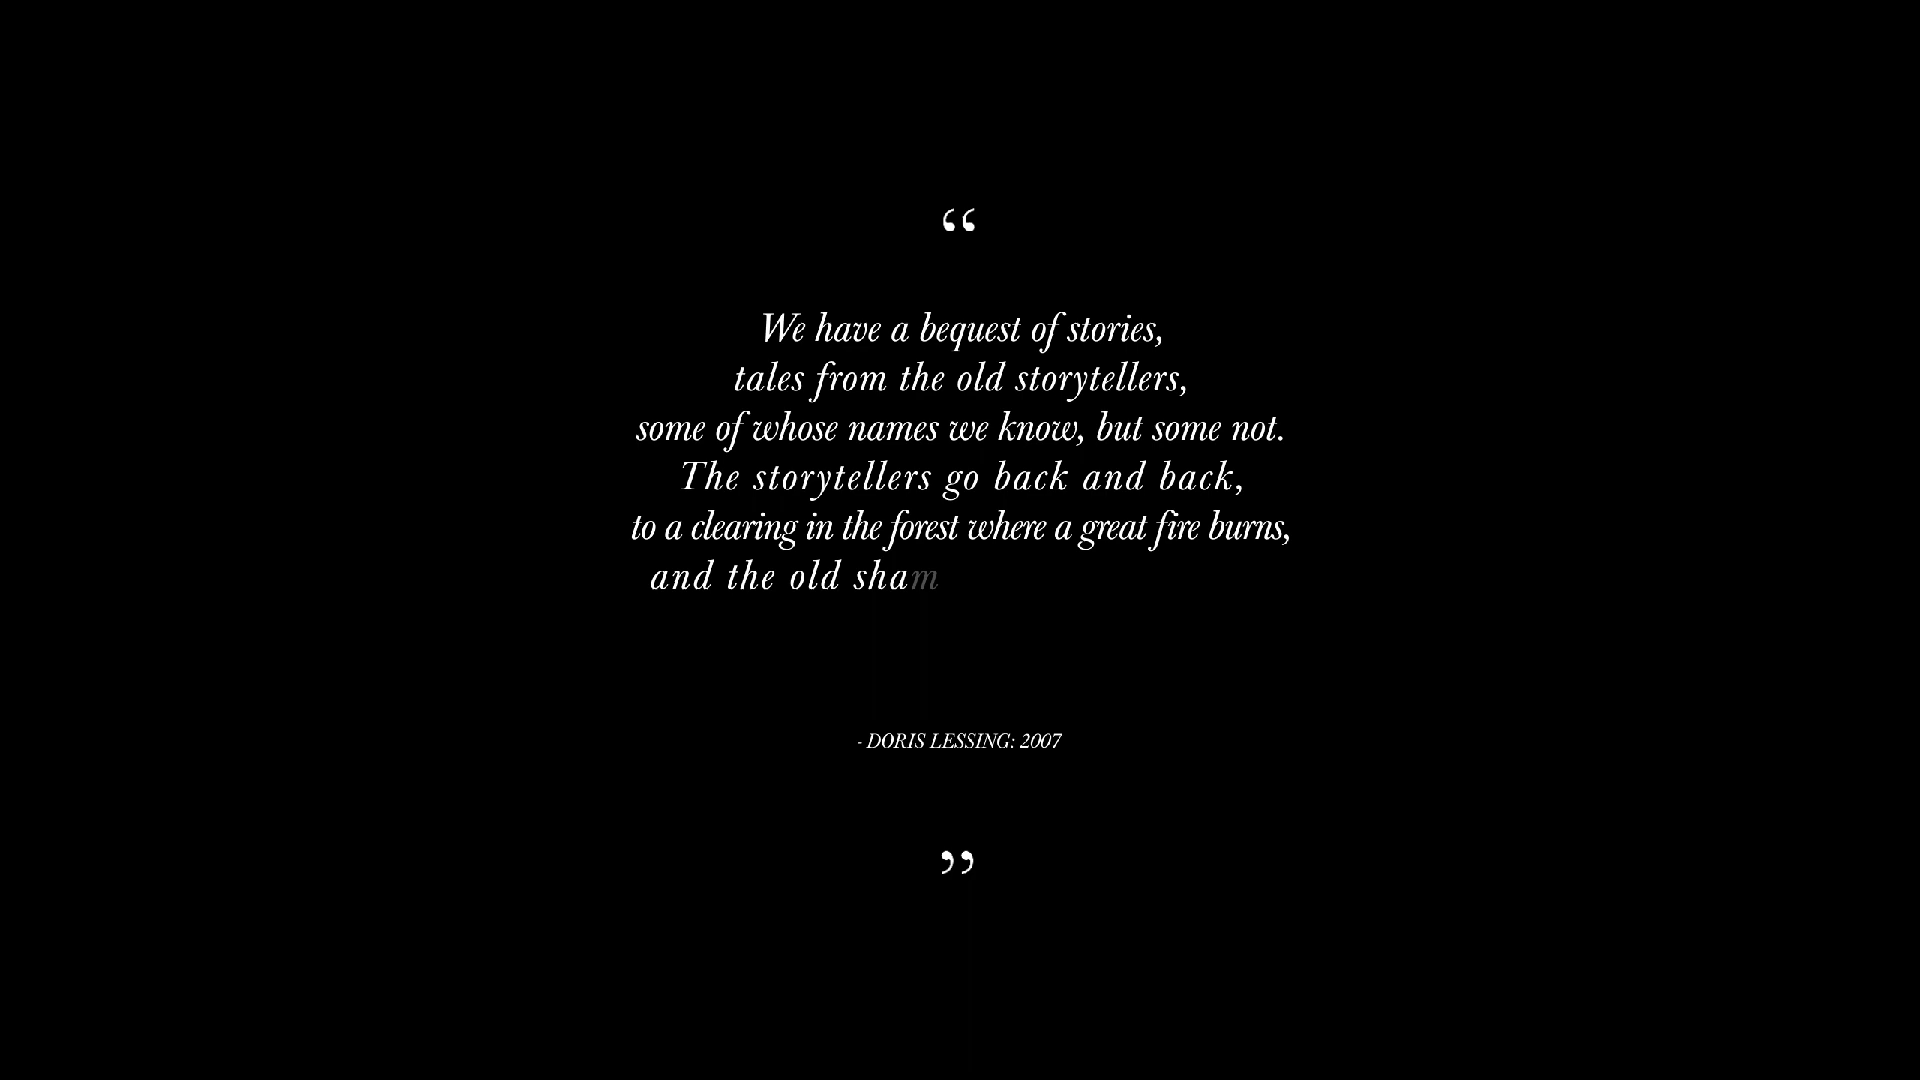 “
We have a bequest of stories,
tales from the old storytellers,
some of whose names we know, but some not.
The storytellers go back and back,
to a clearing in the forest where a great fire burns,
and the old sham
- DORIS LESSING: 2007
”